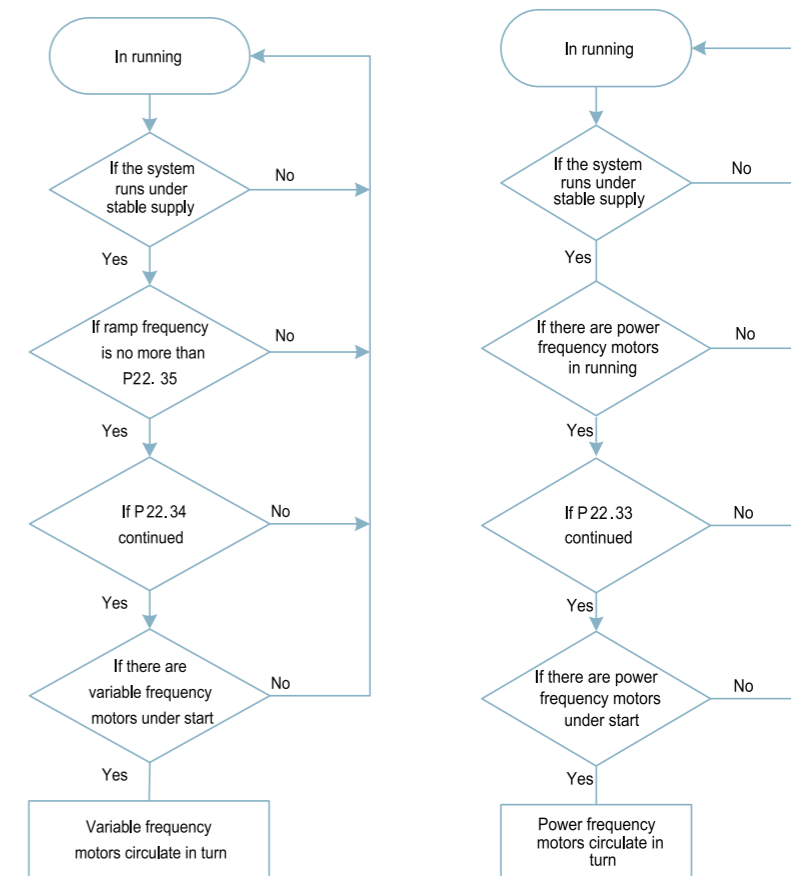 In running
If the system
runs under
stable supply
No
Yes
If ramp frequency
is no more than
P22. 35
No
Yes
If P22.34
continued
No
Yes
If there are
variable frequency
motors under start
No
Yes
Variable frequency
motors circulate in turn
In running
If the system
runs under
stable supply
No
Yes
If there are power
frequency motors
in running
No
Yes
If P22.33
continued
No
Yes
If there are power
frequency motors
under start
No
Yes
Power frequency
motors circulate in
turn